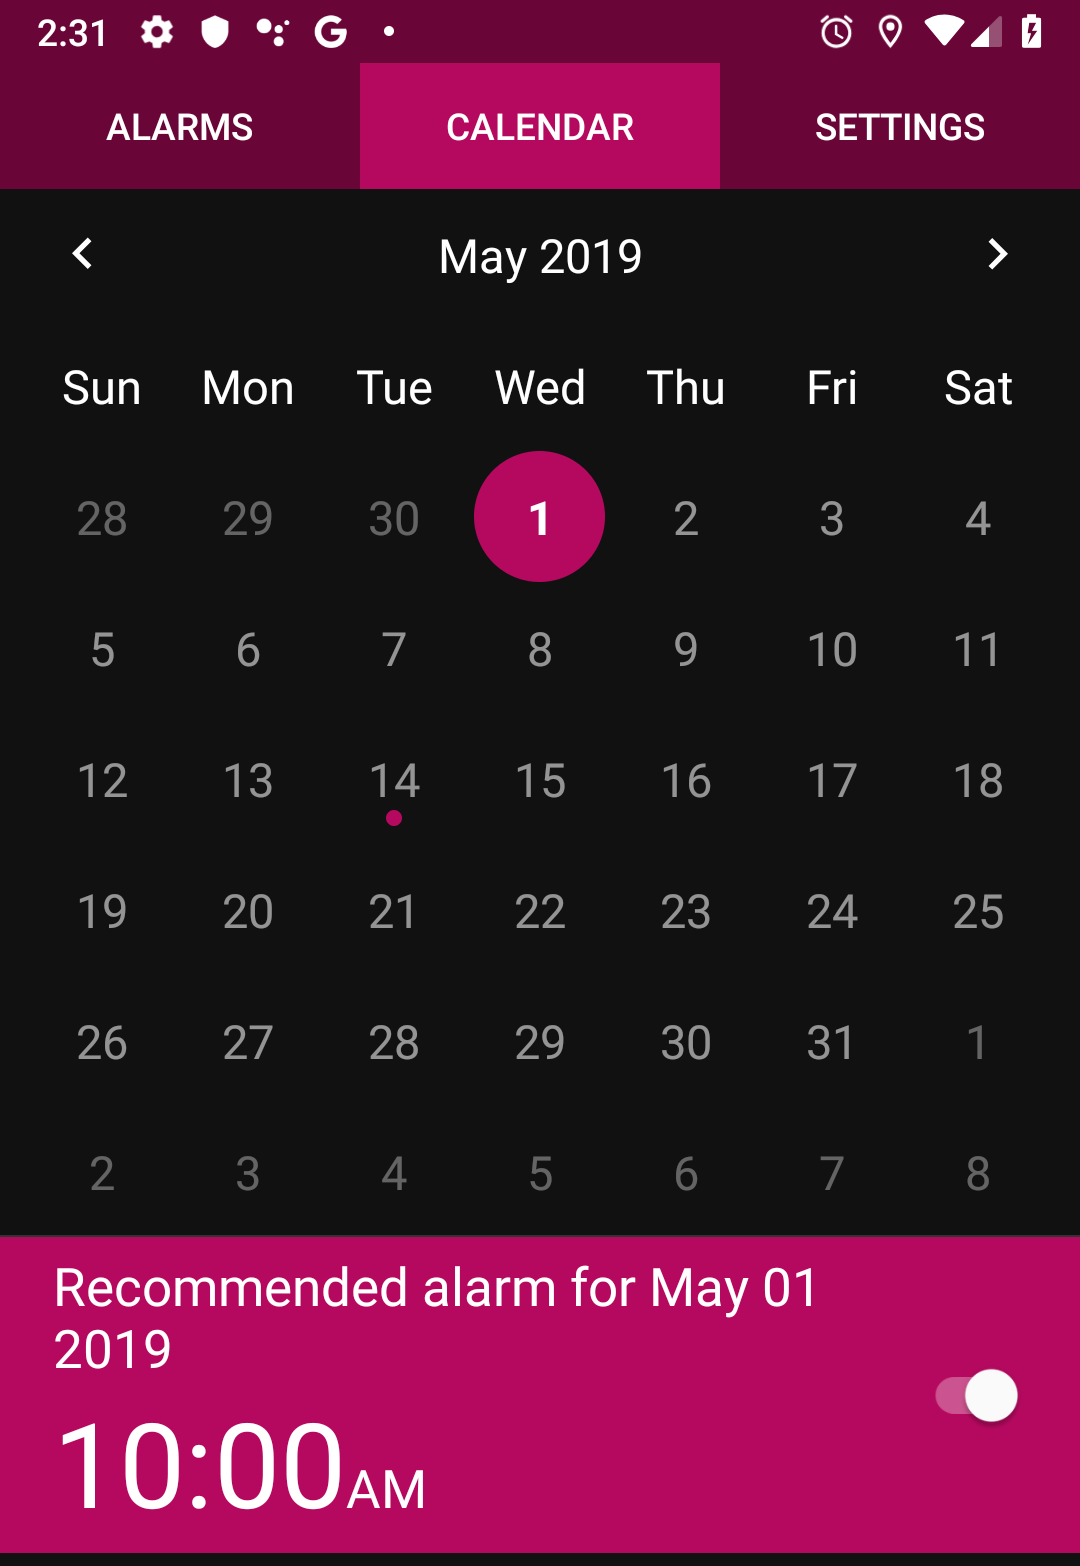 2:31
ALARMS CALENDAR SETTINGS
May 2019
Sun Mon Tue Wed Thu Fri Sat
28 29 30 1 2 3 4
5 6 7 8 9 10 11
12 13 14 15 16 17 18
19 20 21 22 23 24 25
26 27 28 29 30 31 1
2 3 4 5 6 7 8
Recommended alarm for May 01
2019
10:00AM